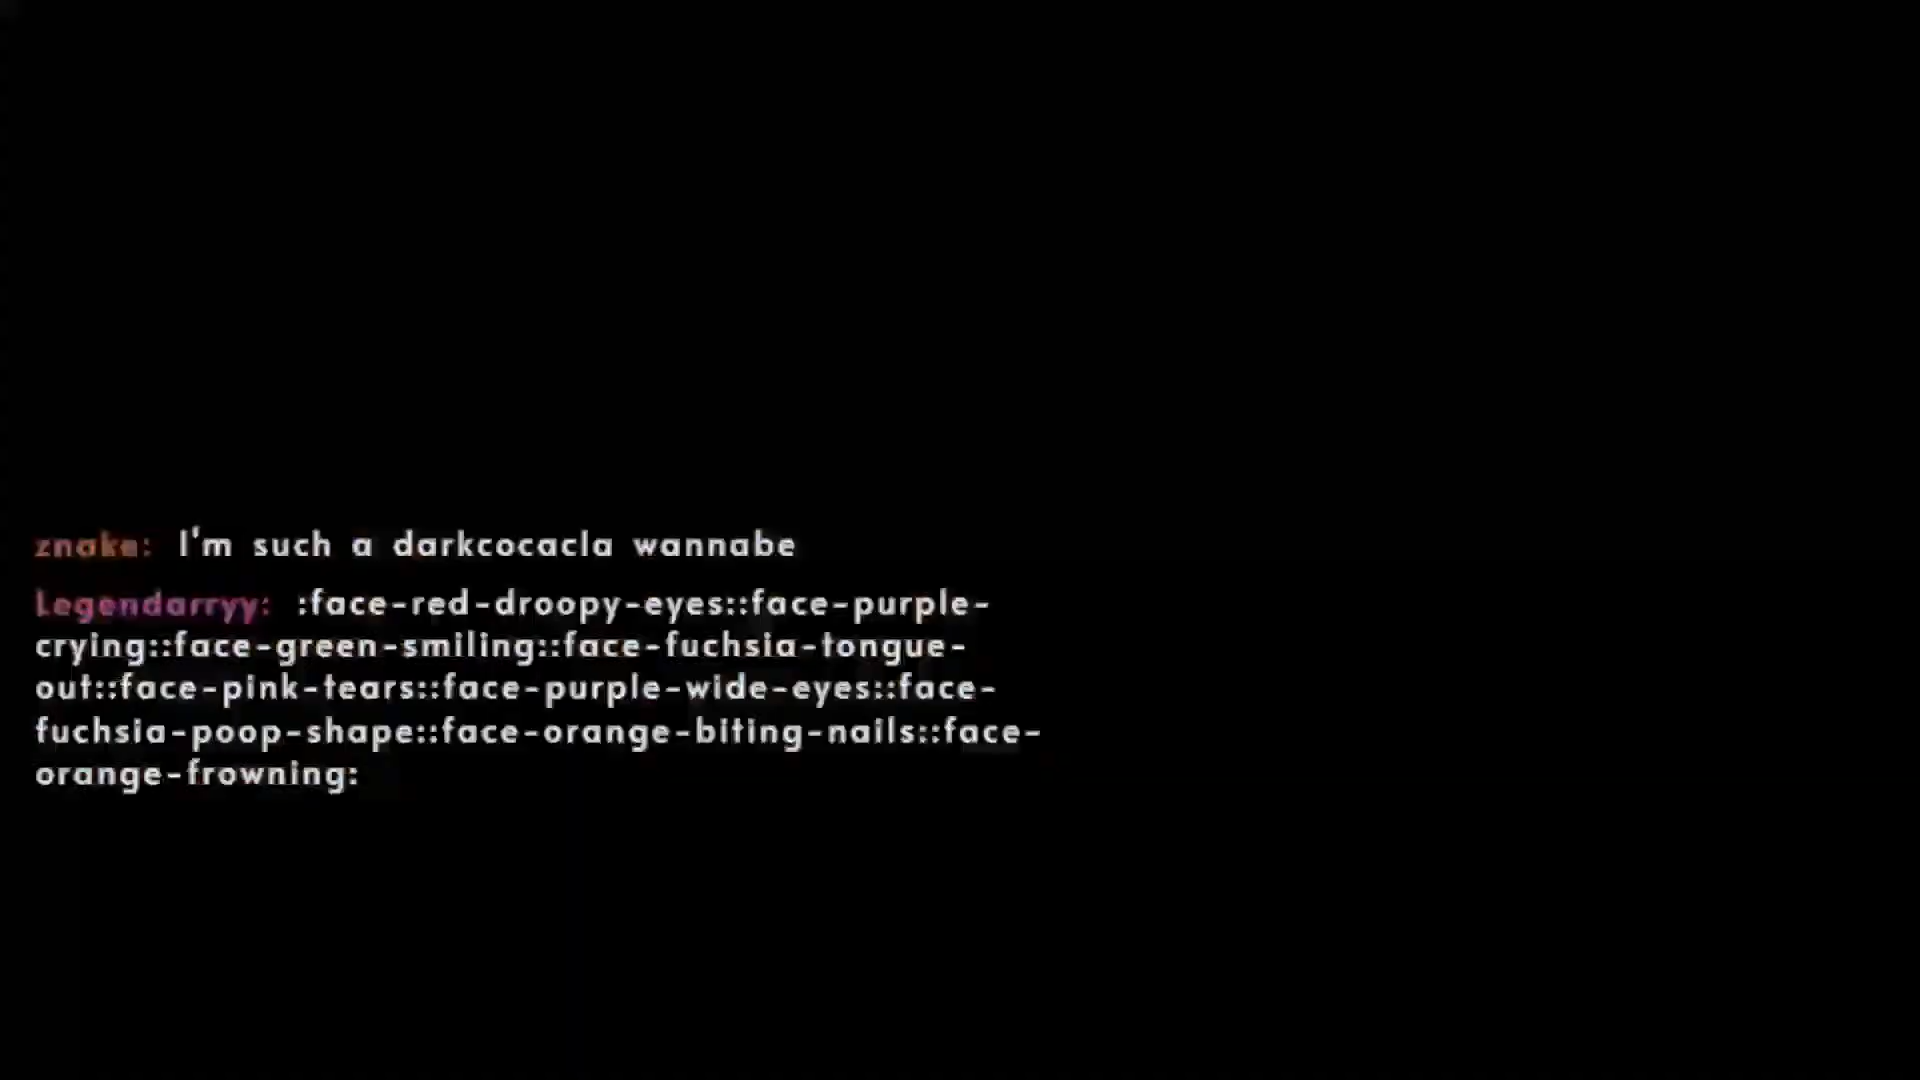 znake: I'm such a darkcocacla wannabe
Legendarryy: :face-red-droopy-eyes::face-purple-
crying::face-green-smiling::face-fuchsia-tongue-
out::face-pink-tears::face-purple-wide-eyes::face-
fuchsia-poop-shape::face-orange-biting-nails::face-
orange-frowning: